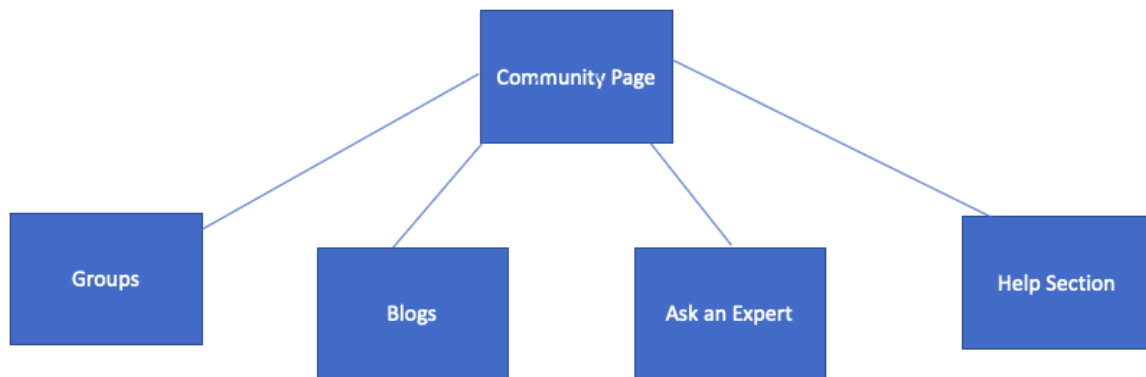 Community Page
Groups
Blogs
Ask an Expert
Help Section